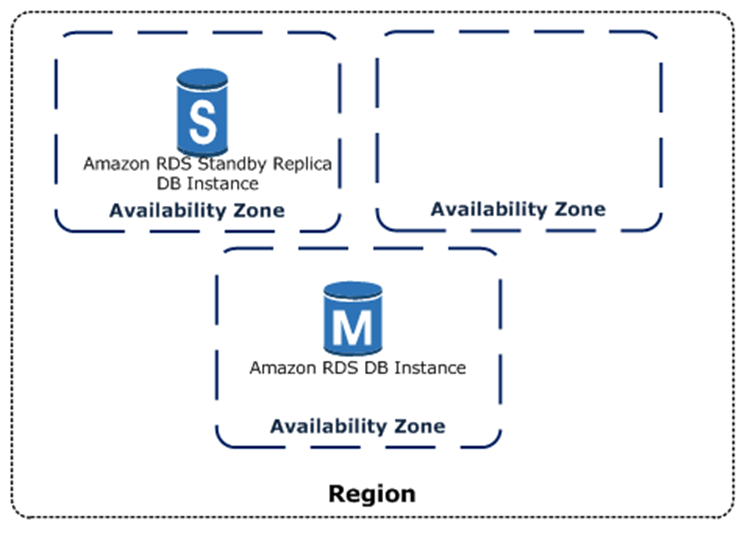 S
Amazon RDS Standby Replica
DB Instance
Availability Zone
Availability Zone
M
Amazon RDS DB Instance
Availability Zone
Region